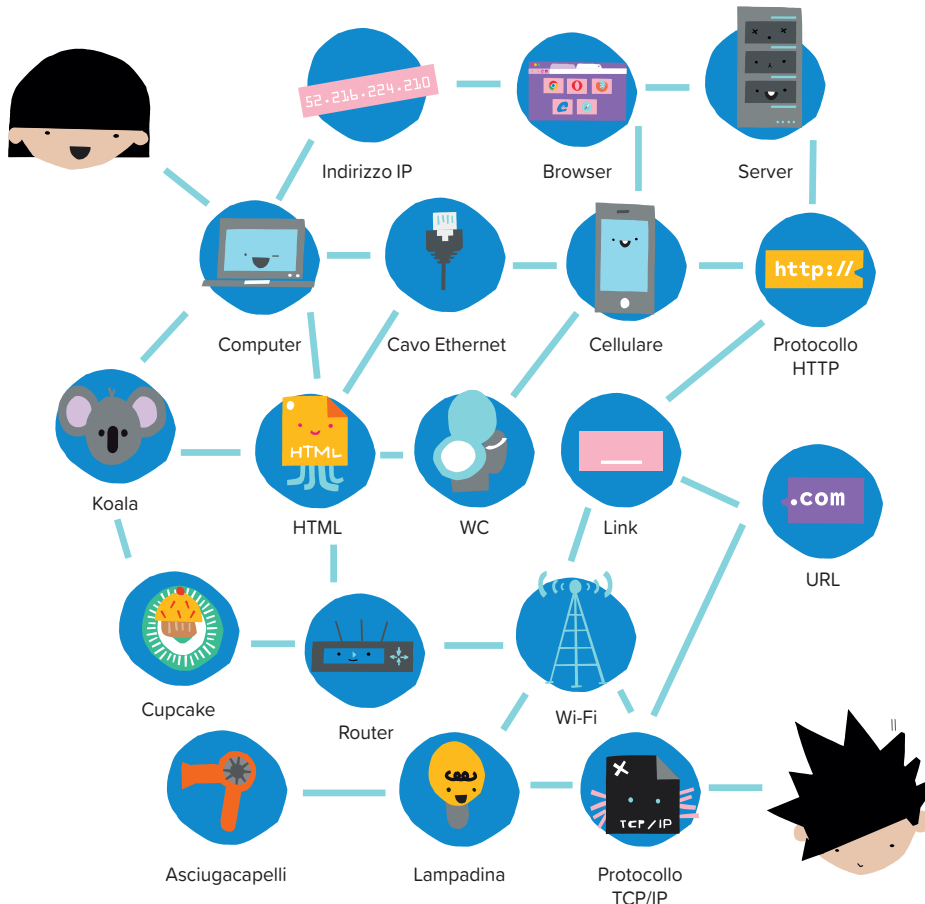 52.216.224.210
Indirizzo IP
Browser
Server
http://
Computer
Cavo Ethernet
Cellulare
Protocollo
HTTP
HTML
.com
Koala
HTML
WC
Link
URL
Cupcake
Router
Wi-Fi
TCP/IP
Asciugacapelli
Lampadina
Protocollo
TCP/IP